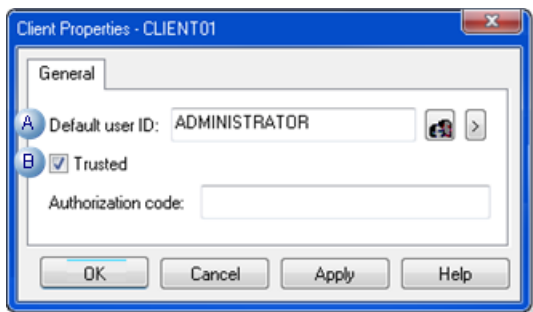 Client Properties - CLIENT01
General
A Default user ID: ADMINISTRATOR >
B Trusted
Authorization code:
OK Cancel Apply Help